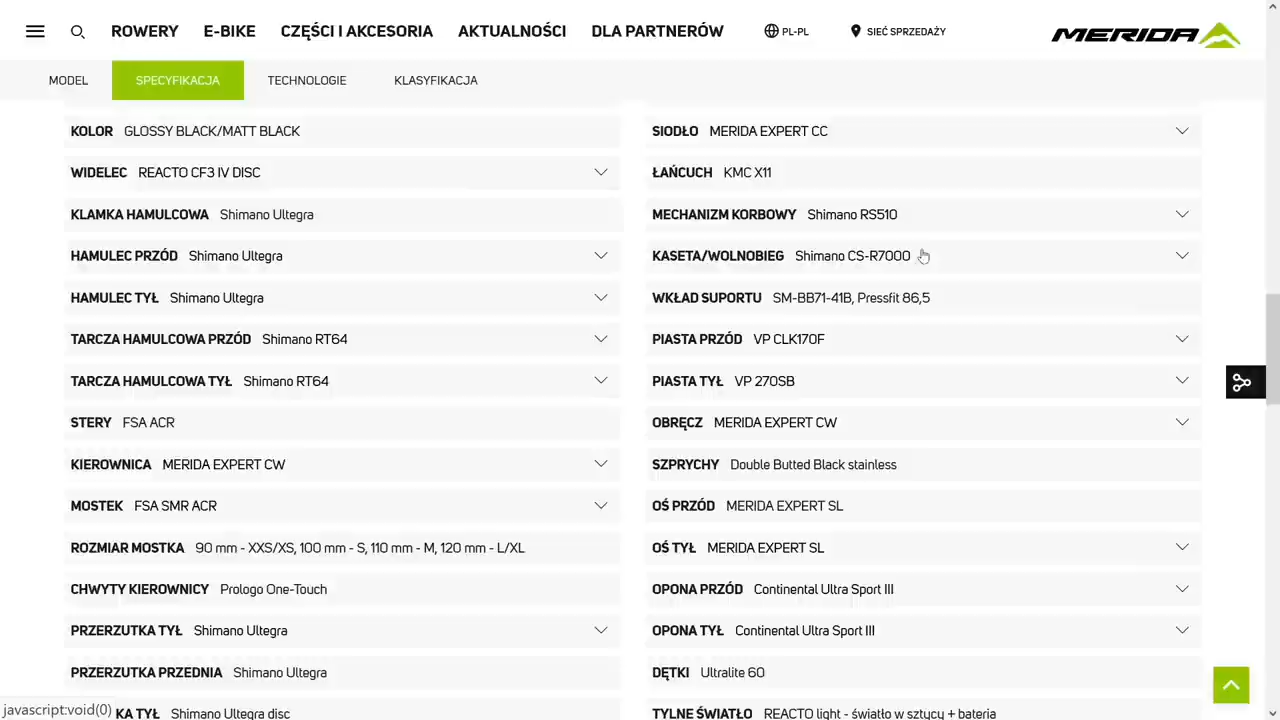 ROWERY E-BIKE CZĘŚCI I AKCESORIA AKTUALNOŚCI DLA PARTNERÓW PL-PL SIEĆ SPRZEDAŻY MERIDA
MODEL SPECYFIKACJA TECHNOLOGIE KLASYFIKACJA
KOLOR GLOSSY BLACK/MATT BLACK
WIDELEC REACTO CF3 IV DISC
KLAMKA HAMULCOWA Shimano Ultegra
HAMULEC PRZÓD Shimano Ultegra
HAMULEC TYŁ Shimano Ultegra
TARCZA HAMULCOWA PRZÓD Shimano RT64
TARCZA HAMULCOWA TYŁ Shimano RT64
STERY FSA ACR
KIEROWNICA MERIDA EXPERT CW
MOSTEK FSA SMR ACR
ROZMIAR MOSTKA 90 mm - XXS/XS, 100 mm - S, 110 mm - M, 120 mm - L/XL
CHWYTY KIEROWNICY Prologo One-Touch
PRZERZUTKA TYŁ Shimano Ultegra
PRZERZUTKA PRZEDNIA Shimano Ultegra
KA TYŁ Shimano Ultegra disc
SIODŁO MERIDA EXPERT CC
ŁAŃCUCH KMC X11
MECHANIZM KORBOWY Shimano RS510
KASETA/WOLNOBIEG Shimano CS-R7000
WKŁAD SUPORTU SM-BB71-41B, Pressfit 86,5
PIASTA PRZÓD VP CLK170F
PIASTA TYŁ VP 270SB
OBRĘCZ MERIDA EXPERT CW
SZPRYCHY Double Butted Black stainless
OŚ PRZÓD MERIDA EXPERT SL
OŚ TYŁ MERIDA EXPERT SL
OPONA PRZÓD Continental Ultra Sport III
OPONA TYŁ Continental Ultra Sport III
DĘTKI Ultralite 60
TYLNE ŚWIATŁO REACTO light - światło w sztycy + bateria
javascript:void(0)